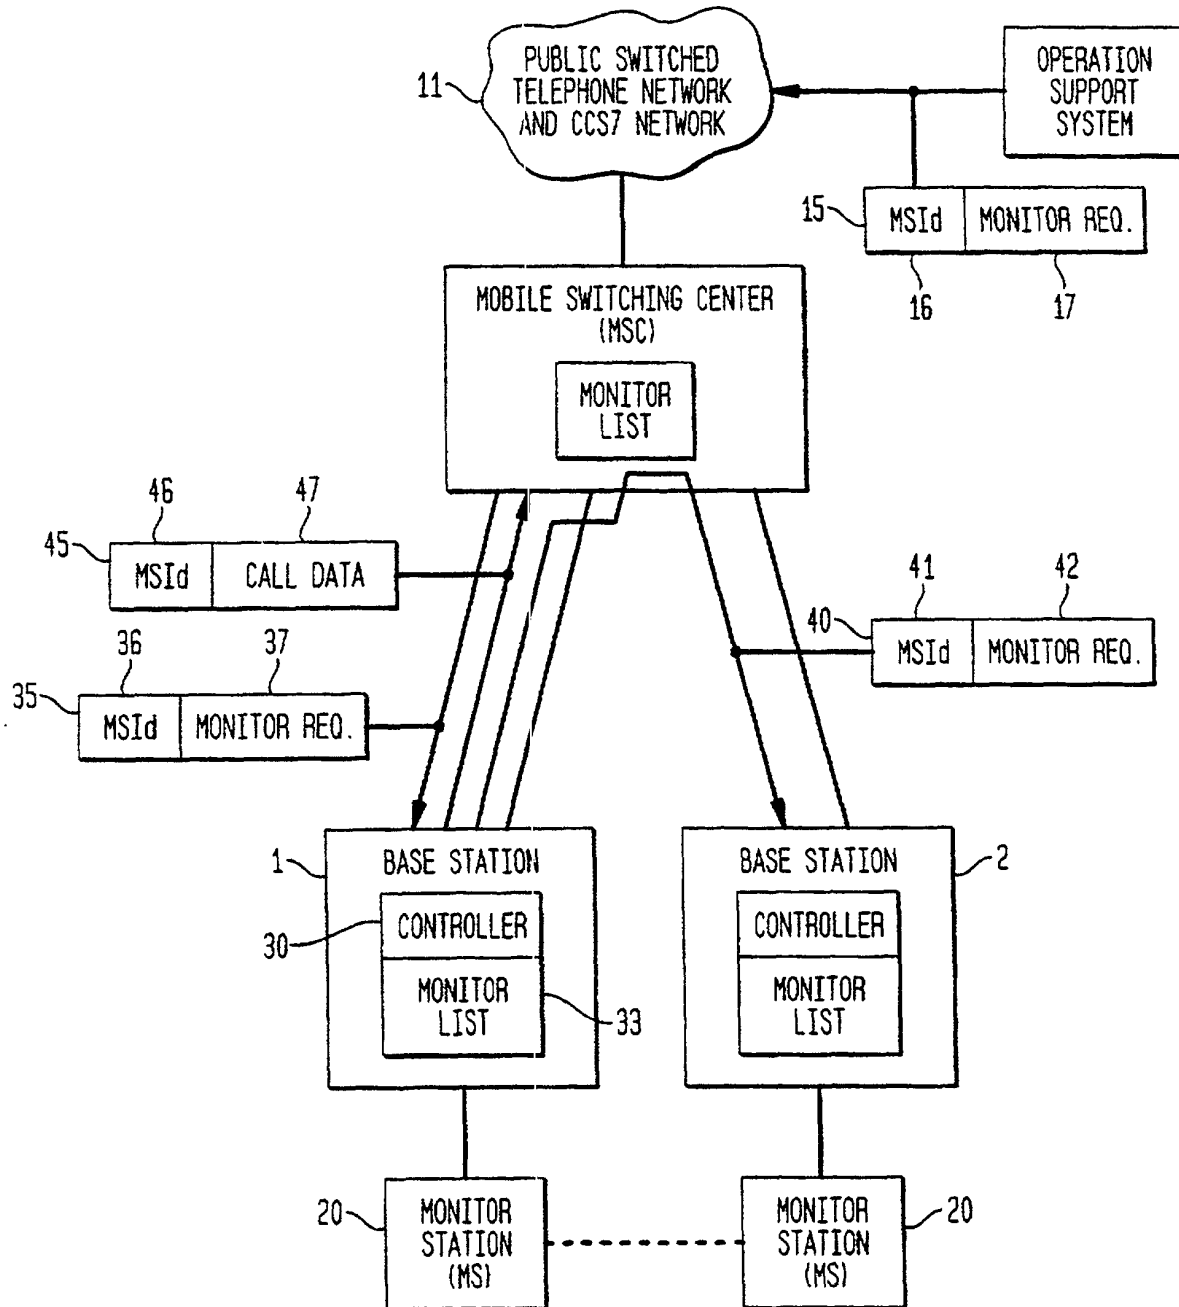 PUBLIC SWITCHED
TELEPHONE NETWORK
AND CCS7 NETWORK
11
OPERATION
SUPPORT
SYSTEM
15
MSId
MONITOR REQ.
16
17
MOBILE SWITCHING CENTER
(MSC)
MONITOR
LIST
46
47
45
MSId
CALL DATA
41
42
40
MSId
MONITOR REQ.
36
37
35
MSId
MONITOR REQ.
1
BASE STATION
30
CONTROLLER
MONITOR
LIST
33
BASE STATION
2
CONTROLLER
MONITOR
LIST
20
MONITOR
STATION
(MS)
MONITOR
STATION
(MS)
20